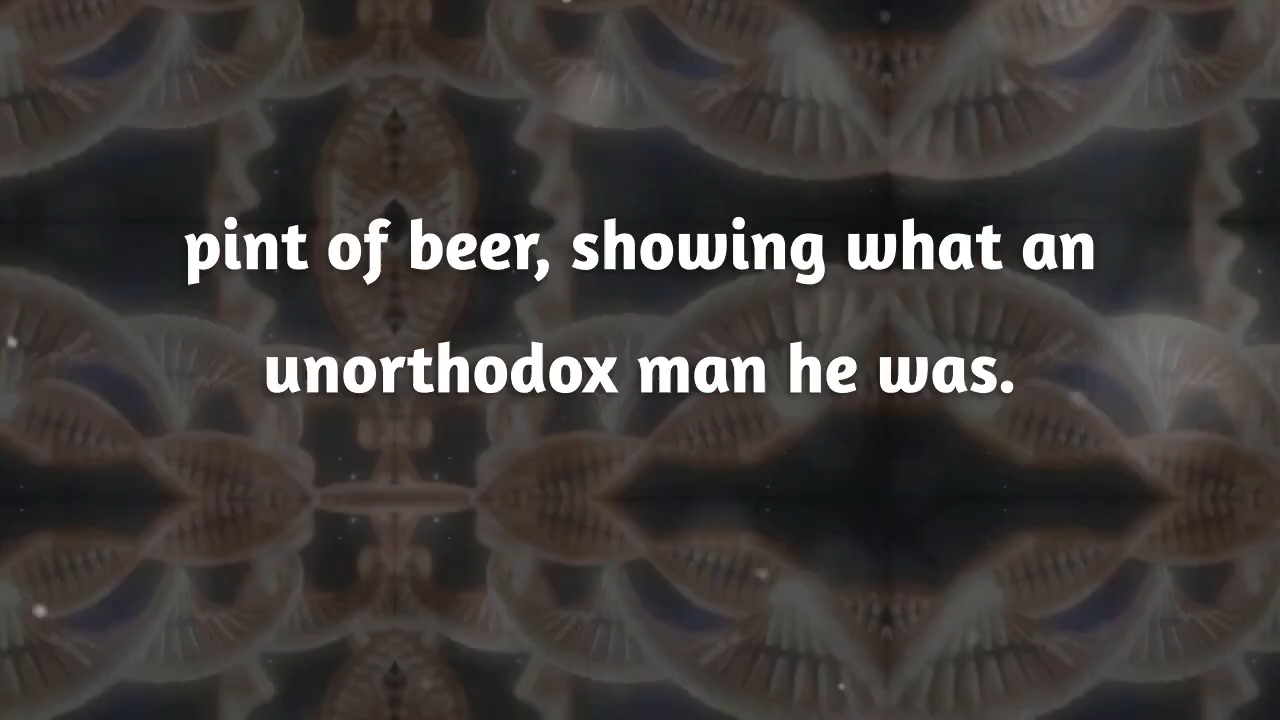 pint of beer, showing what an
unorthodox man he was.